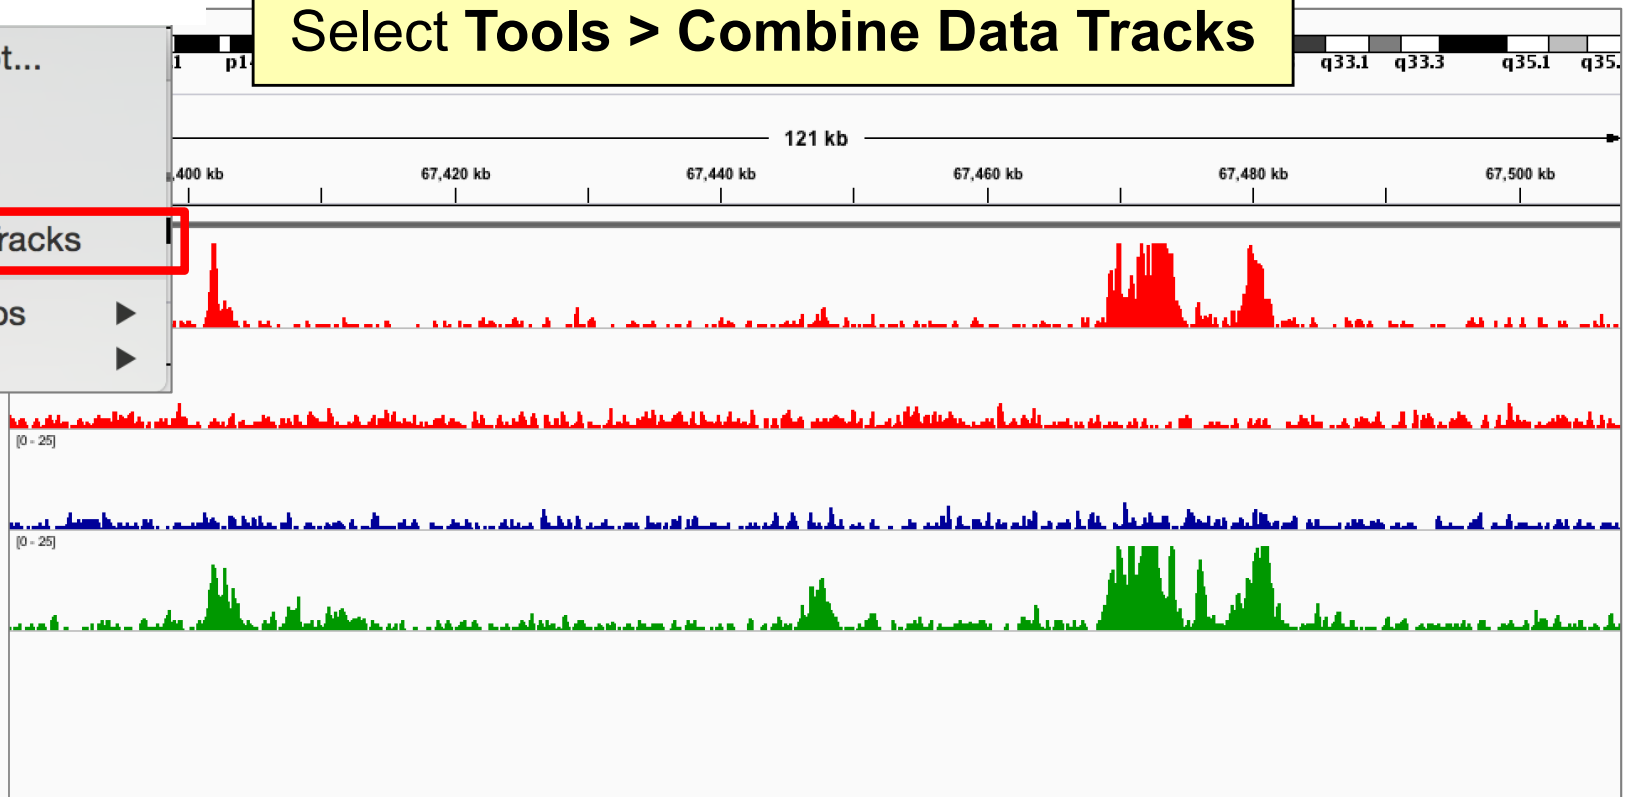 Select Tools > Combine Data Tracks
t...
.1 p1 q33.1 q33.3 q35.1 q35.
121 kb
,400 kb 67,420 kb 67,440 kb 67,460 kb 67,480 kb 67,500 kb
racks
os
[0 - 25]
[0 - 25]